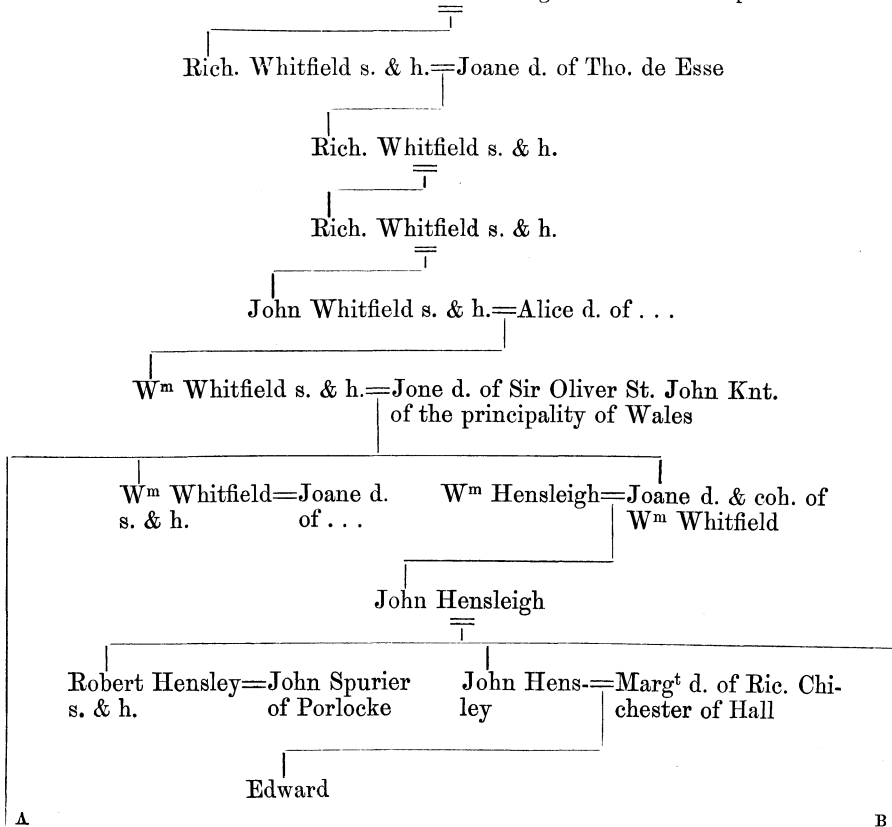 Rich. Whitfield s. & h.=Joane d. of Tho. de Esse
Rich. Whitfield s. & h.
=
Rich. Whitfield s. & h.
=
John Whitfield s. & h.=Alice d. of . . .
Wᵐ Whitfield s. & h.=Jone d. of Sir Oliver St. John Knt.
of the principality of Wales
Wᵐ Whitfield=Joane d.
s. & h. of . . .
Wᵐ Hensleigh=Joane d. & coh. of
Wᵐ Whitfield
John Hensleigh
=
Robert Hensley=John Spurier
s. & h. of Porlocke
John Hens-=Margᵗ d. of Ric. Chi-
ley chester of Hall
Edward
A B